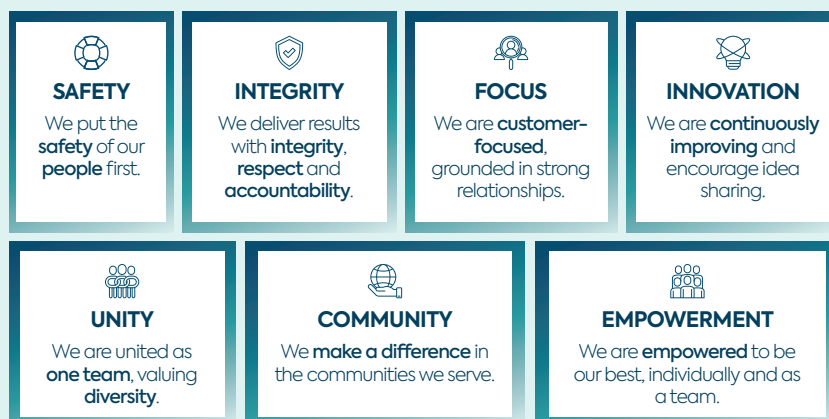 SAFETY
We put the
safety of our
people first.
INTEGRITY
We deliver results
with integrity,
respect and
accountability.
FOCUS
We are customer-
focused,
grounded in strong
relationships.
INNOVATION
We are continuously
improving and
encourage idea
sharing.
UNITY
We are united as
one team, valuing
diversity.
COMMUNITY
We make a difference in
the communities we serve.
EMPOWERMENT
We are empowered to be
our best, individually and as
a team.